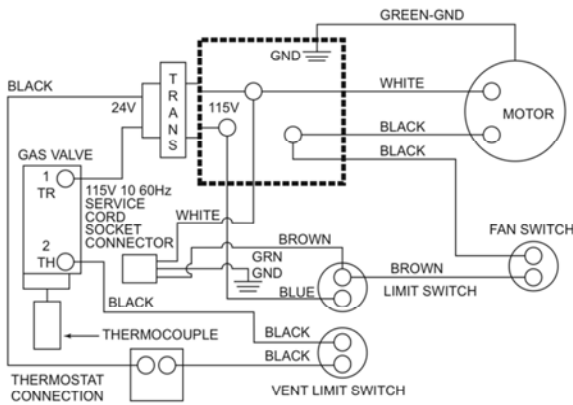 GREEN-GND
GND
BLACK
TRANS
24V
115V
WHITE
MOTOR
BLACK
BLACK
GAS VALVE
1
TR
115V 10 60Hz
SERVICE
CORD
SOCKET
CONNECTOR
WHITE
FAN SWITCH
2
TH
BROWN
GRN
GND
BROWN
LIMIT SWITCH
BLUE
BLACK
THERMOCOUPLE
BLACK
BLACK
THERMOSTAT
CONNECTION
VENT LIMIT SWITCH